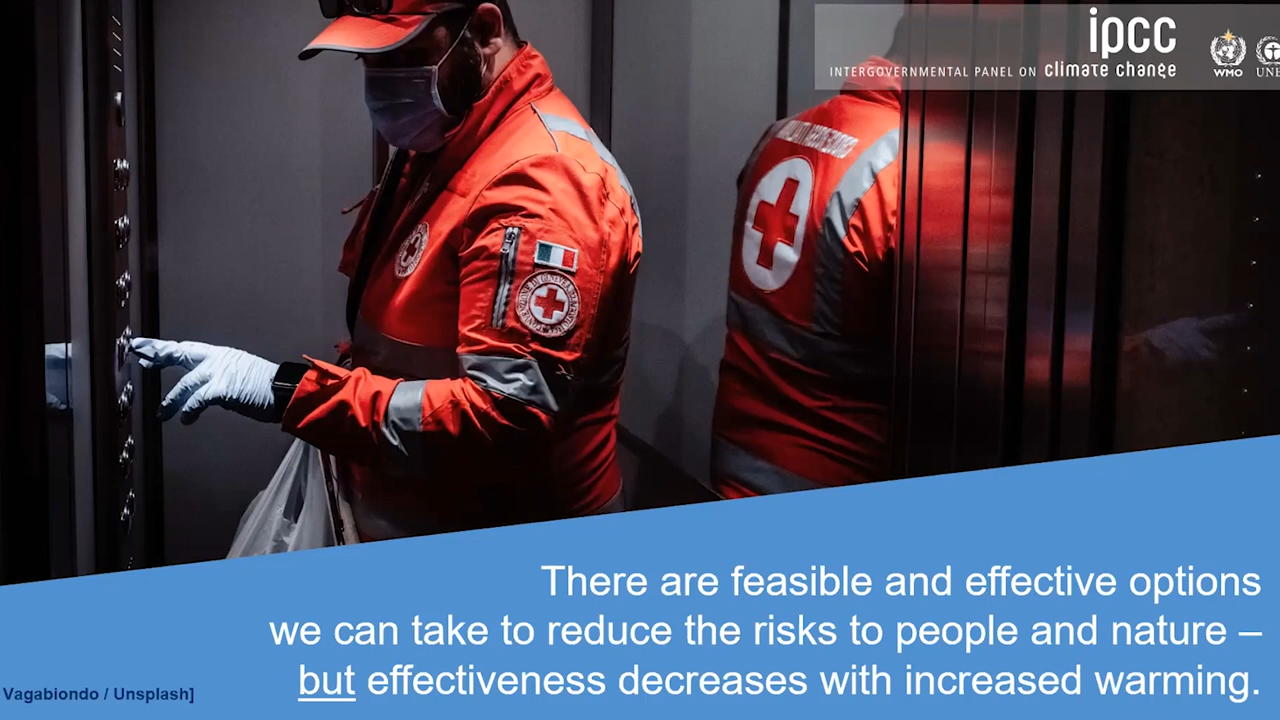 ipcc
INTERGOVERNMENTAL PANEL ON climate change
WMO
There are feasible and effective options
we can take to reduce the risks to people and nature –
but effectiveness decreases with increased warming.
Vagabiondo / Unsplash]